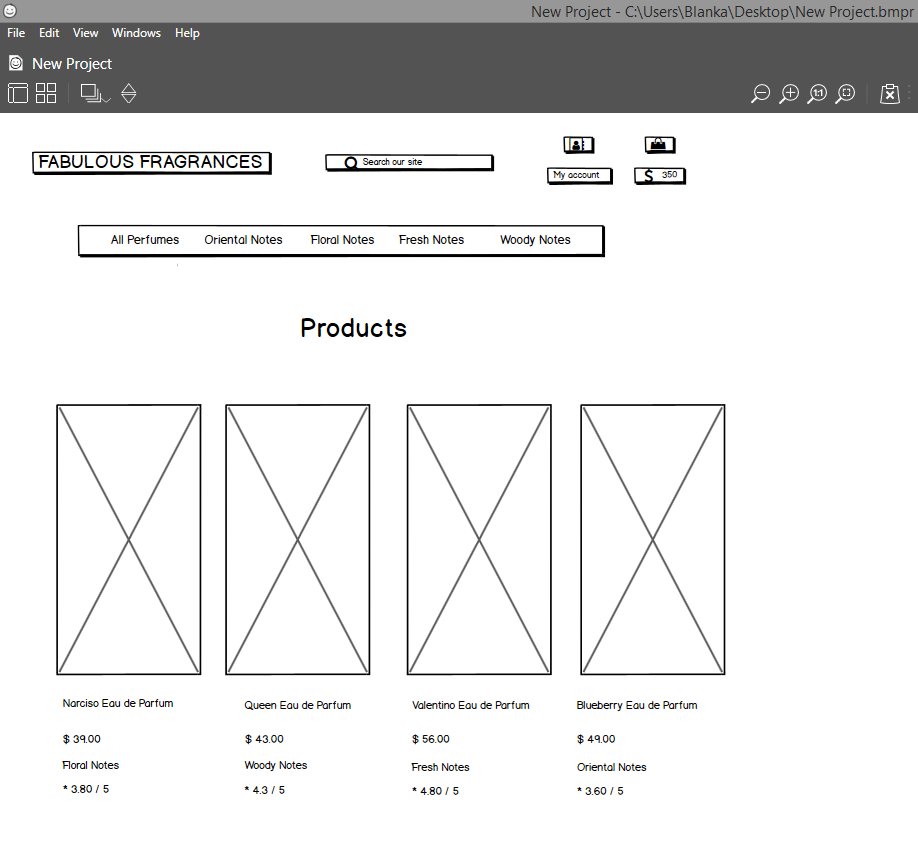 New Project - C:\Users\Blanka\Desktop\New Project.bmpr
File Edit View Windows Help
New Project
1:1
FABULOUS FRAGRANCES
Search our site
My account
$ 350
All Perfumes Oriental Notes Floral Notes Fresh Notes Woody Notes
Products
Narciso Eau de Parfum
$ 39.00
Floral Notes
* 3.80 / 5
Queen Eau de Parfum
$ 43.00
Woody Notes
* 4.3 / 5
Valentino Eau de Parfum
$ 56.00
Fresh Notes
* 4.80 / 5
Blueberry Eau de Parfum
$ 49.00
Oriental Notes
* 3.60 / 5